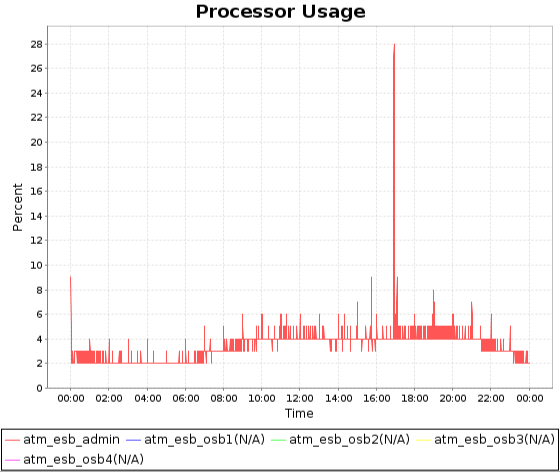 Processor Usage
28
26
24
22
20
18
16
14
12
10
8
6
4
2
0
Percent
00:00 02:00 04:00 06:00 08:00 10:00 12:00 14:00 16:00 18:00 20:00 22:00 00:00
Time
atm_esb_admin atm_esb_osb1(N/A) atm_esb_osb2(N/A) atm_esb_osb3(N/A)
atm_esb_osb4(N/A)